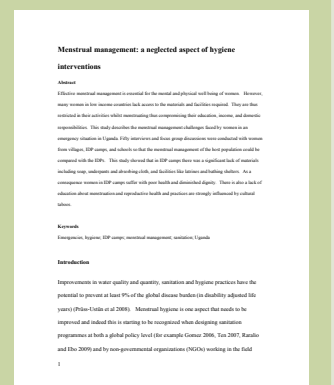 Menstrual management: a neglected aspect of hygiene
interventions
Abstract
Effective menstrual management is essential for the mental and physical well being of women. However,
many women in low income countries lack access to the materials and facilities required. They are thus
restricted in their activities whilst menstruating thus compromising their education, income, and domestic
responsibilities. This study describes the menstrual management challenges faced by women in an
emergency situation in Uganda. Fifty interviews and focus group discussions were conducted with women
from villages, IDP camps, and schools so that the menstrual management of the host population could be
compared with the IDPs. This study showed that in IDP camps there was a significant lack of materials
including soap, underpants and absorbing cloth, and facilities like latrines and bathing shelters. As a
consequence women in IDP camps suffer with poor health and diminished dignity. There is also a lack of
education about menstruation and reproductive health and practices are strongly influenced by cultural
taboos.
Keywords
Emergencies, hygiene, IDP camps, menstrual management, sanitation, Uganda
Introduction
Improvements in water quality and quantity, sanitation and hygiene practices have the
potential to prevent at least 9% of the global disease burden (in disability adjusted life
years) (Prüss-Üstün et al 2008). Menstrual hygiene is one aspect that needs to be
improved and indeed this is starting to be recognized when designing sanitation
programmes at both a global policy level (for example Gomez 2006, Ten 2007, Ratalio
and Ebo 2009) and by non-governmental organizations (NGOs) working in the field
1